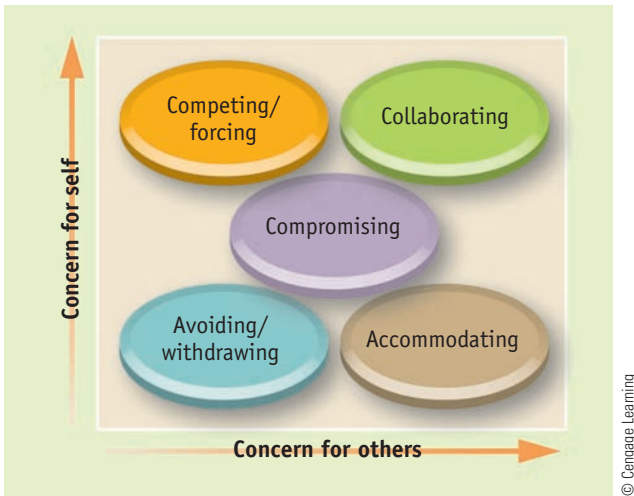 Competing/
forcing
Collaborating
Compromising
Avoiding/
withdrawing
Accommodating
Concern for self
Concern for others
© Cengage Learning